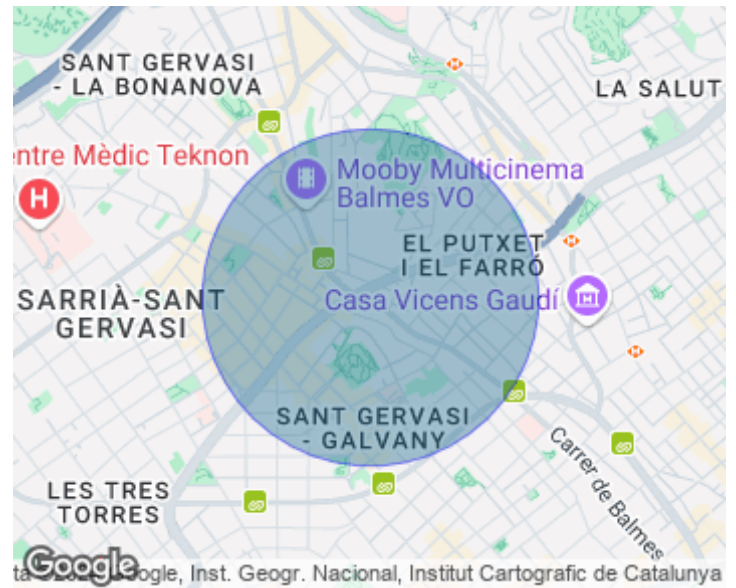 SANT GERVASI
- LA BONANOVA
LA SALUT
entre Mèdic Teknon
H
Mooby Multicinema
Balmes VO
EL PUTXET
I EL FARRÓ
SARRIÀ-SANT
GERVASI
Casa Vicens Gaudí
SANT GERVASI
- GALVANY
Carrer de Balmes
LES TRES
TORRES
Google
Google, Inst. Geogr. Nacional, Institut Cartografic de Catalunya